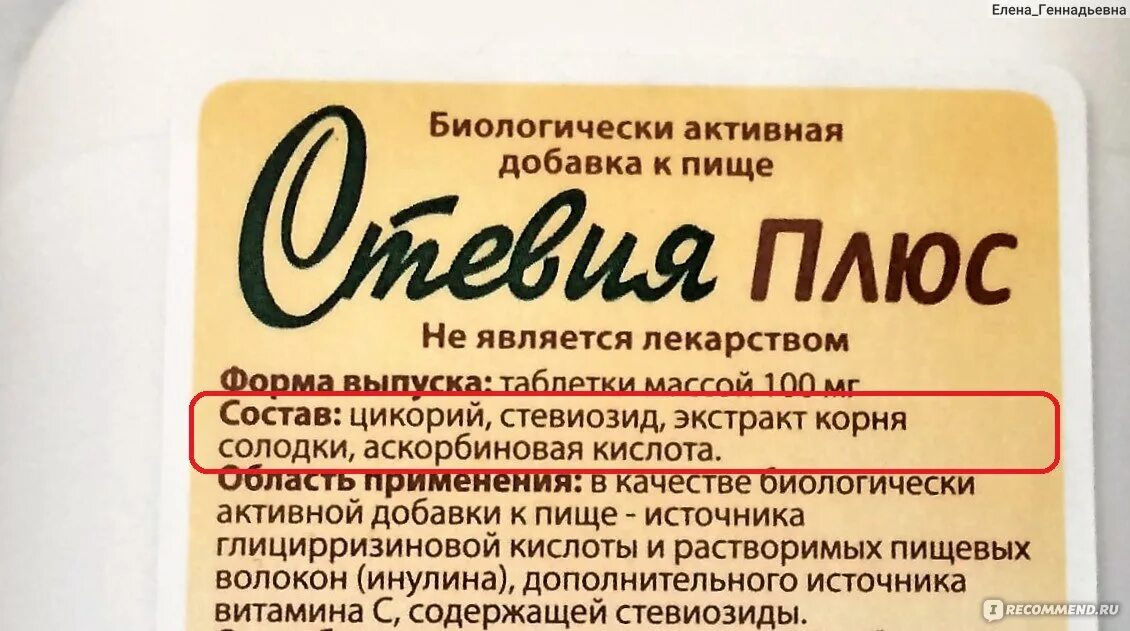 Елена_Геннадьевна
Биологически активная
добавка к пище
Стевия ПЛЮС
Не является лекарством
Форма выпуска: таблетки массой 100 мг
Состав: цикорий, стевиозид, экстракт корня
солодки, аскорбиновая кислота.
Область применения: в качестве биологически
активной добавки к пище - источника
глицирризиновой кислоты и растворимых пищевых
волокон (инулина), дополнительного источника
витамина С, содержащей стевиозиды.
IRECOMMEND.RU